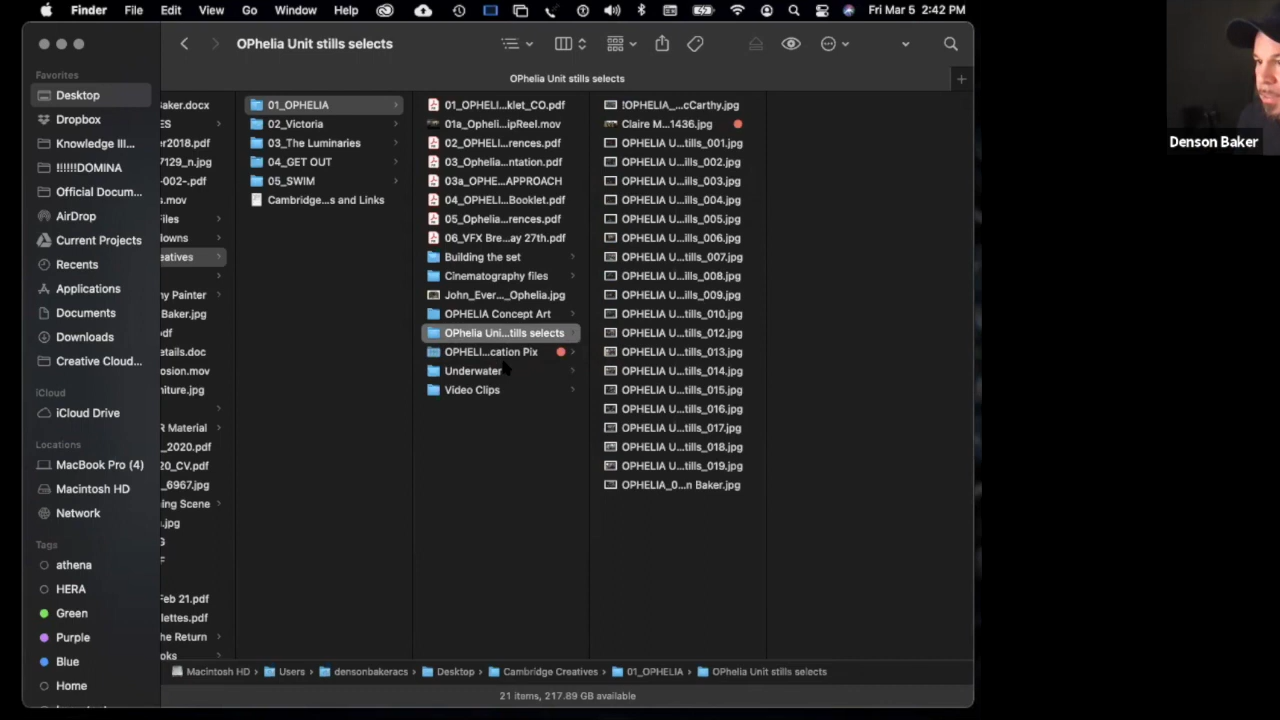 Finder File Edit View Go Window Help Fri Mar 5 2:42 PM
OPhelia Unit stills selects
OPhelia Unit stills selects
Favorites
Desktop
Dropbox
Knowledge Ill...
!!!!!!DOMINA
Official Docum...
AirDrop
Current Projects
Recents
Applications
Documents
Downloads
Creative Cloud...
iCloud
iCloud Drive
Locations
MacBook Pro (4)
Macintosh HD
Network
Tags
athena
HERA
Green
Purple
Blue
Home
Baker.docx
ES
er2018.pdf
7129_n.jpg
-002-.pdf
s.mov
Files
owns
eatives
ny Painter
Baker.jpg
odf
etails.doc
osion.mov
niture.jpg
R Material
_2020.pdf
20_CV.pdf
_6967.jpg
ing Scene
o.jpg
Feb 21.pdf
lettes.pdf
The Return
oks
01_OPHELIA
02_Victoria
03_The Luminaries
04_GET OUT
05_SWIM
Cambridge...s and Links
01_OPHELI...klet_CO.pdf
01a_Opheli...ipReel.mov
02_OPHELI...rences.pdf
03_Ophelia...ntation.pdf
03a_OPHE...APPROACH
04_OPHELI...Booklet.pdf
05_Ophelia...rences.pdf
06_VFX Bre...ay 27th.pdf
Building the set
Cinematography files
John_Ever..._Ophelia.jpg
OPHELIA Concept Art
OPhelia Uni...tills selects
OPHELI...cation Pix
Underwater
Video Clips
!OPHELIA_...cCarthy.jpg
Claire M...1436.jpg
OPHELIA U...tills_001.jpg
OPHELIA U...ills_002.jpg
OPHELIA U...ills_003.jpg
OPHELIA U...ills_004.jpg
OPHELIA U...ills_005.jpg
OPHELIA U...ills_006.jpg
OPHELIA U...tills_007.jpg
OPHELIA U...ills_008.jpg
OPHELIA U...ills_009.jpg
OPHELIA U...tills_010.jpg
OPHELIA U...tills_012.jpg
OPHELIA U...tills_013.jpg
OPHELIA U...tills_014.jpg
OPHELIA U...tills_015.jpg
OPHELIA U...tills_016.jpg
OPHELIA U...tills_017.jpg
OPHELIA U...tills_018.jpg
OPHELIA U...tills_019.jpg
OPHELIA_0...n Baker.jpg
Macintosh HD Users densonbakeracs Desktop Cambridge Creatives 01_OPHELIA OPhelia Unit stills selects
21 items, 217.89 GB available
Denson Baker